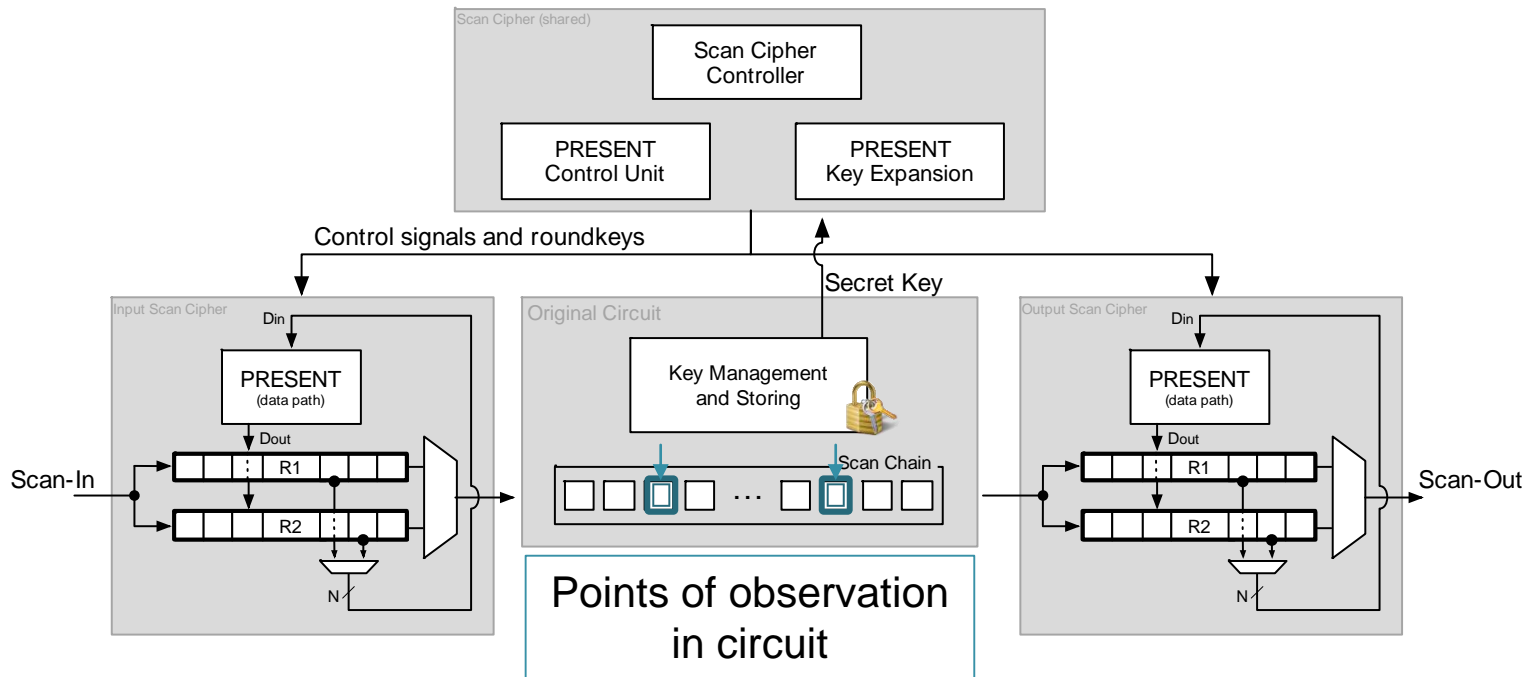 Scan Cipher (shared)
Scan Cipher
Controller
PRESENT
Control Unit
PRESENT
Key Expansion
Control signals and roundkeys
Secret Key
Input Scan Cipher
Din
PRESENT
(data path)
Dout
R1
R2
N
Scan-In
Original Circuit
Key Management
and Storing
Scan Chain
...
Points of observation
in circuit
Output Scan Cipher
Din
PRESENT
(data path)
Dout
R1
R2
N
Scan-Out